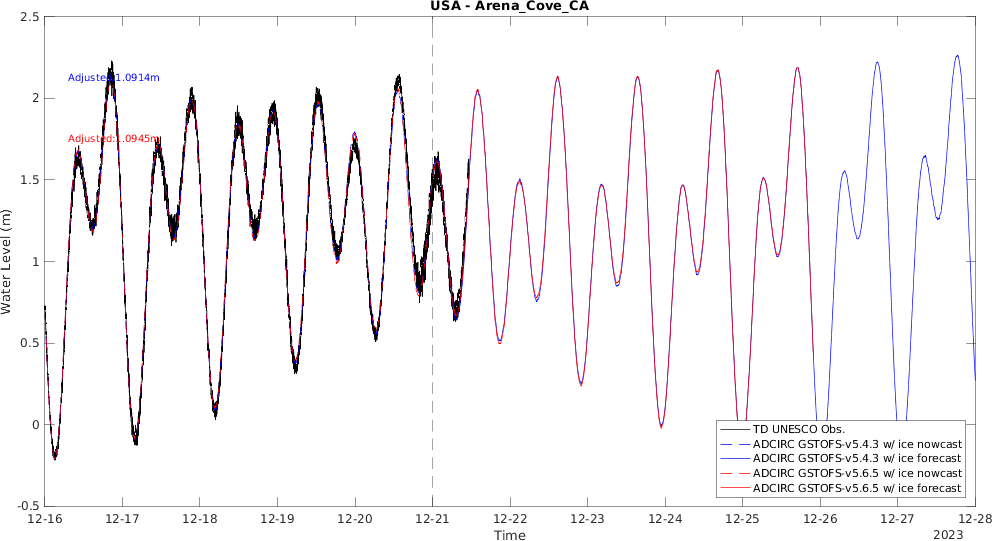 USA - Arena_Cove_CA
2.5
2
1.5
1
0.5
0
-0.5
Water Level (m)
Adjusted:1.0914m
Adjusted:1.0945m
TD UNESCO Obs.
ADCIRC GSTOFS-v5.4.3 w/ ice nowcast
ADCIRC GSTOFS-v5.4.3 w/ ice forecast
ADCIRC GSTOFS-v5.6.5 w/ ice nowcast
ADCIRC GSTOFS-v5.6.5 w/ ice forecast
12-16 12-17 12-18 12-19 12-20 12-21 12-22 12-23 12-24 12-25 12-26 12-27 12-28
Time
2023